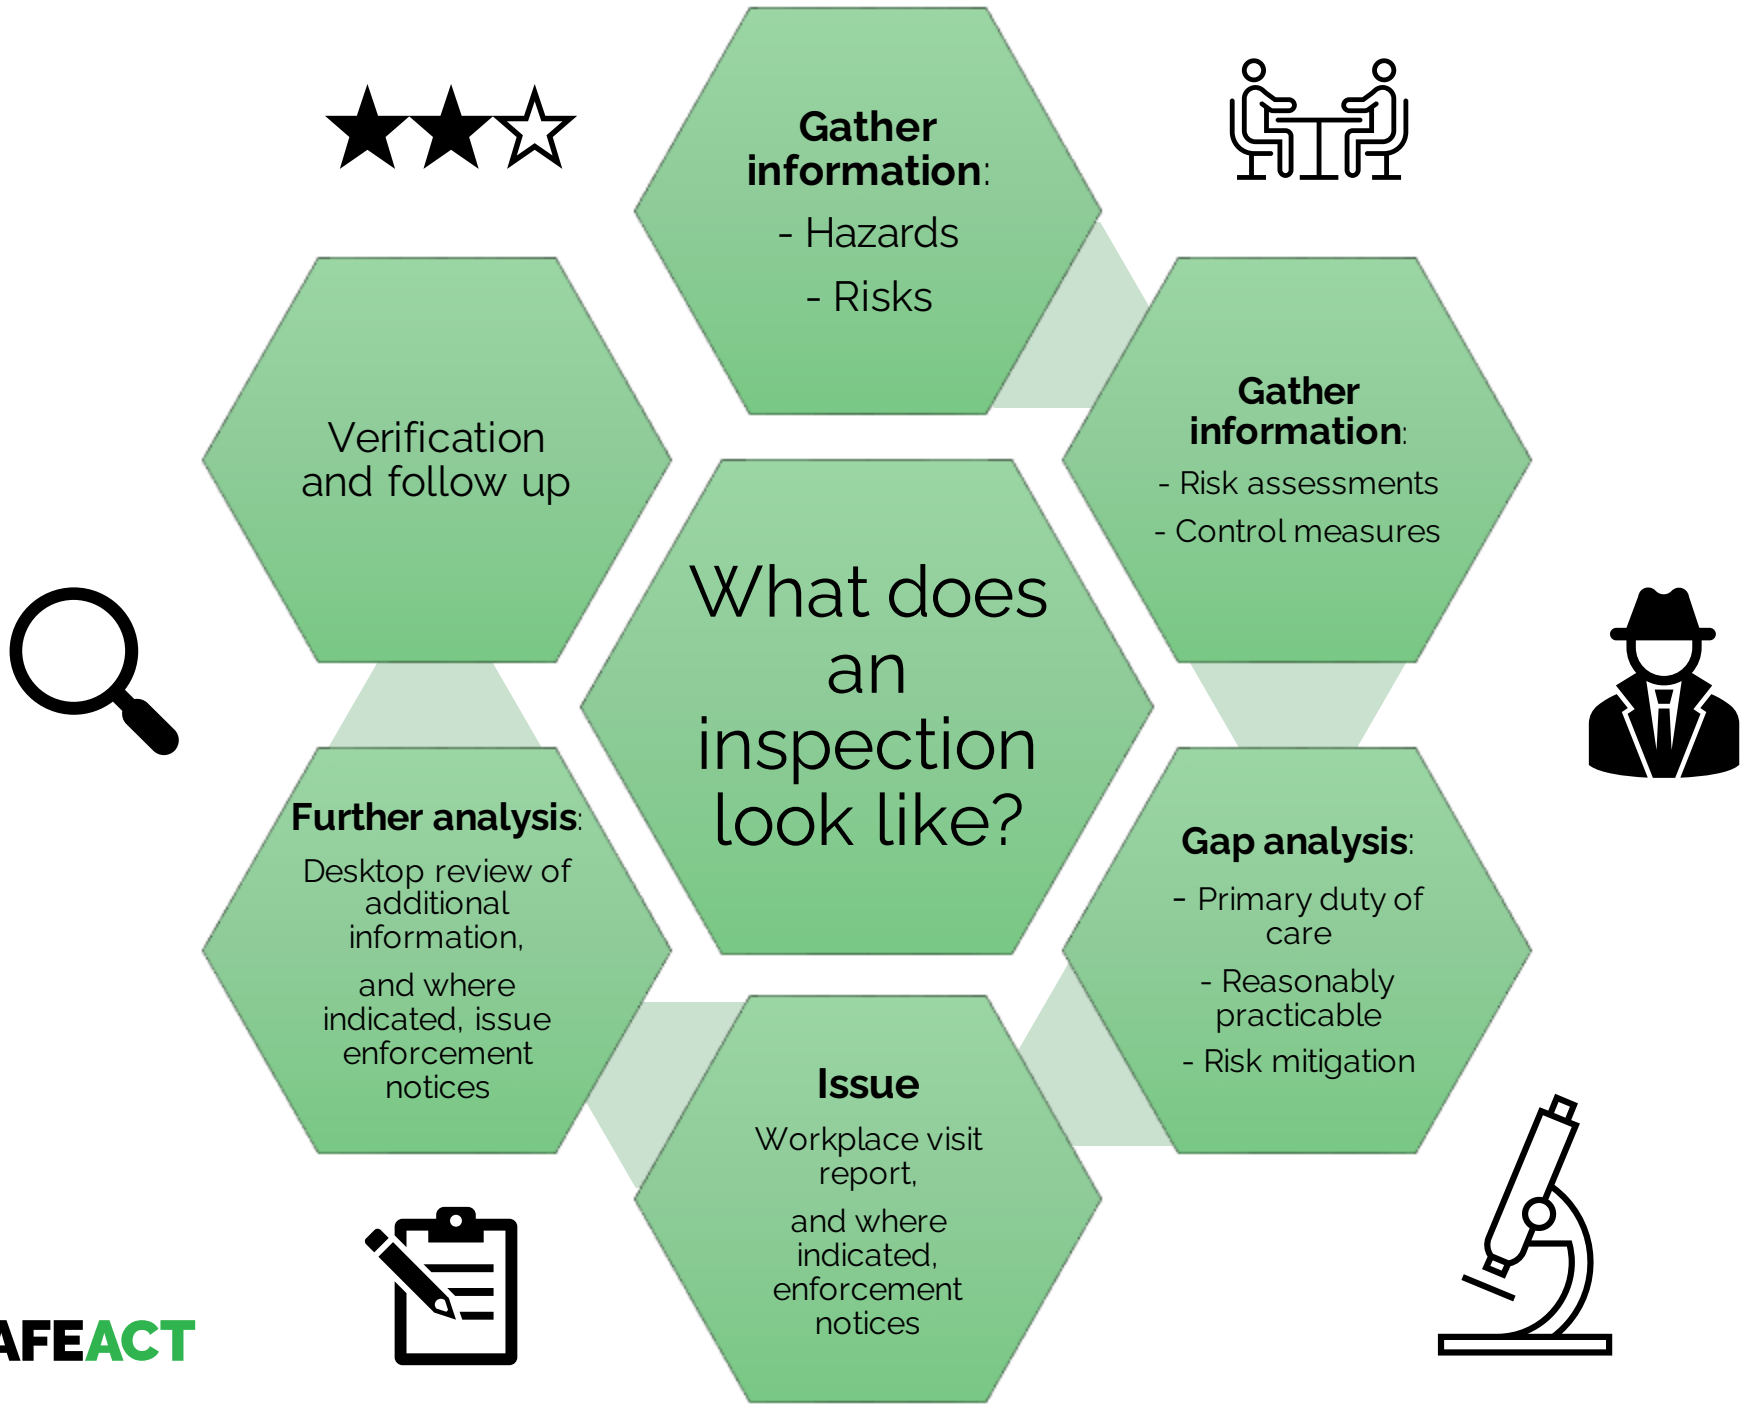 What does
an
inspection
look like?
Gather
information:
- Hazards
- Risks
Gather
information:
- Risk assessments
- Control measures
Gap analysis:
- Primary duty of
care
- Reasonably
practicable
- Risk mitigation
Issue
Workplace visit
report,
and where
indicated,
enforcement
notices
Further analysis:
Desktop review of
additional
information,
and where
indicated, issue
enforcement
notices
Verification
and follow up
AFEACT